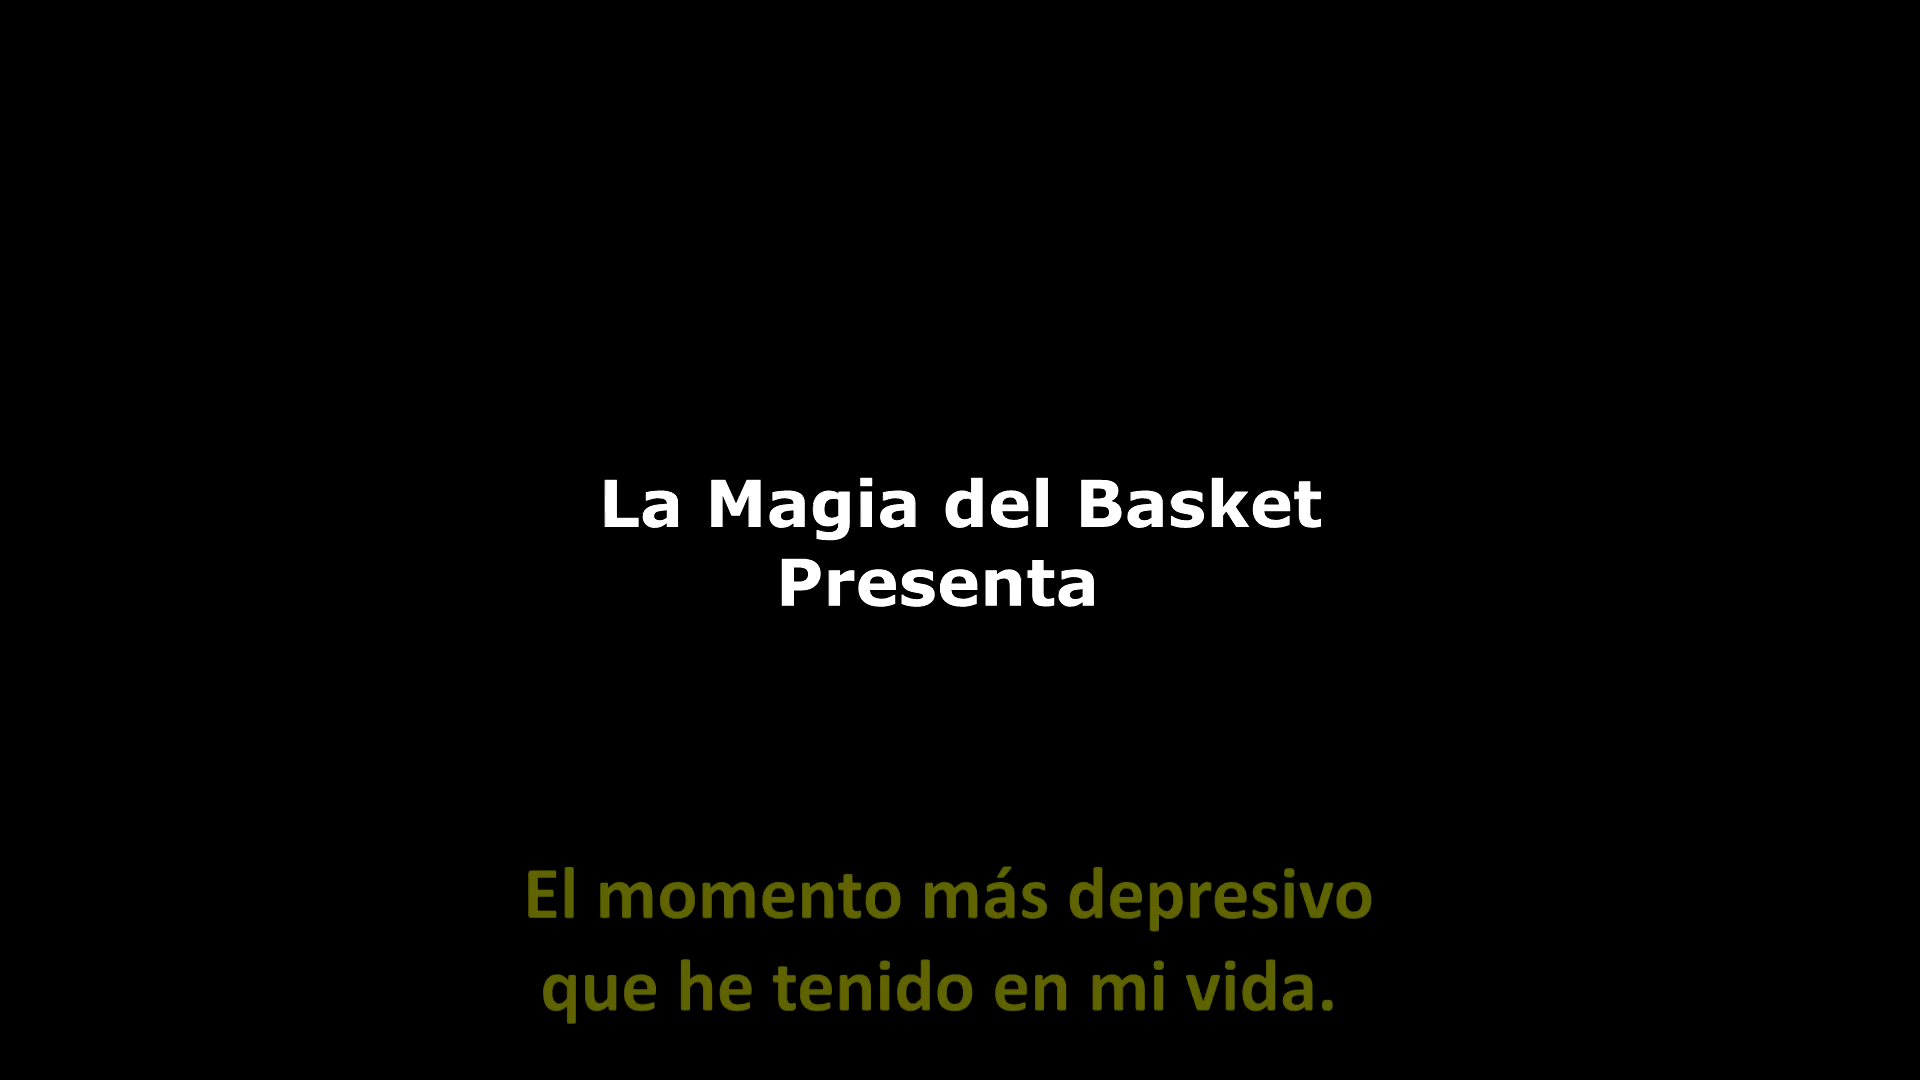 La Magia del Basket
Presenta
El momento más depresivo
que he tenido en mi vida.